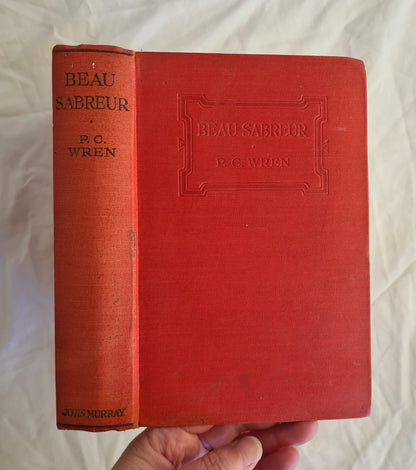 BEAU
SABREUR
P. C.
WREN
JOHN MURRAY
BEAU SABREUR
P. C. WREN